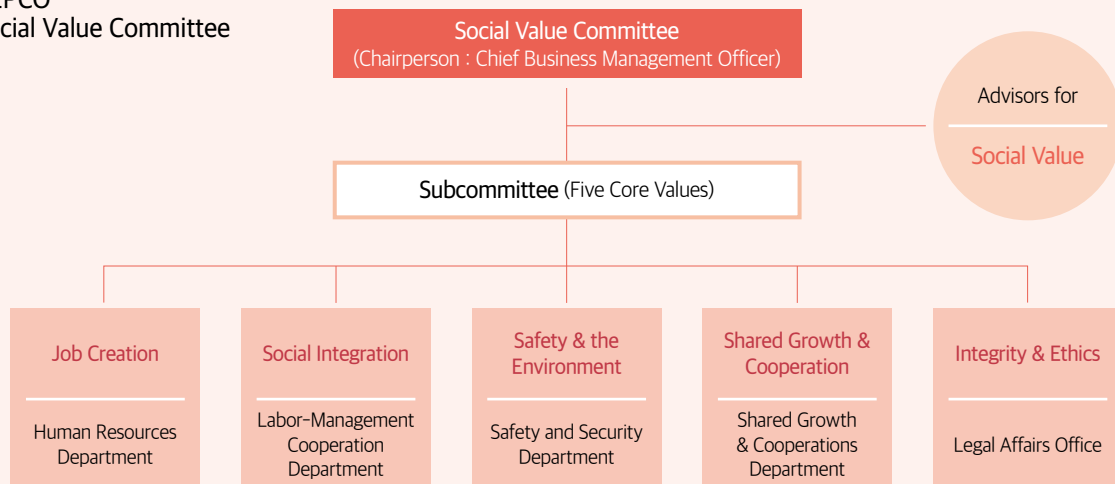 Social Value Committee
Social Value Committee
(Chairperson : Chief Business Management Officer)
Advisors for
Social Value
Subcommittee (Five Core Values)
Job Creation
Human Resources
Department
Social Integration
Labor-Management
Cooperation
Department
Safety & the
Environment
Safety and Security
Department
Shared Growth &
Cooperation
Shared Growth
& Cooperations
Department
Integrity & Ethics
Legal Affairs Office